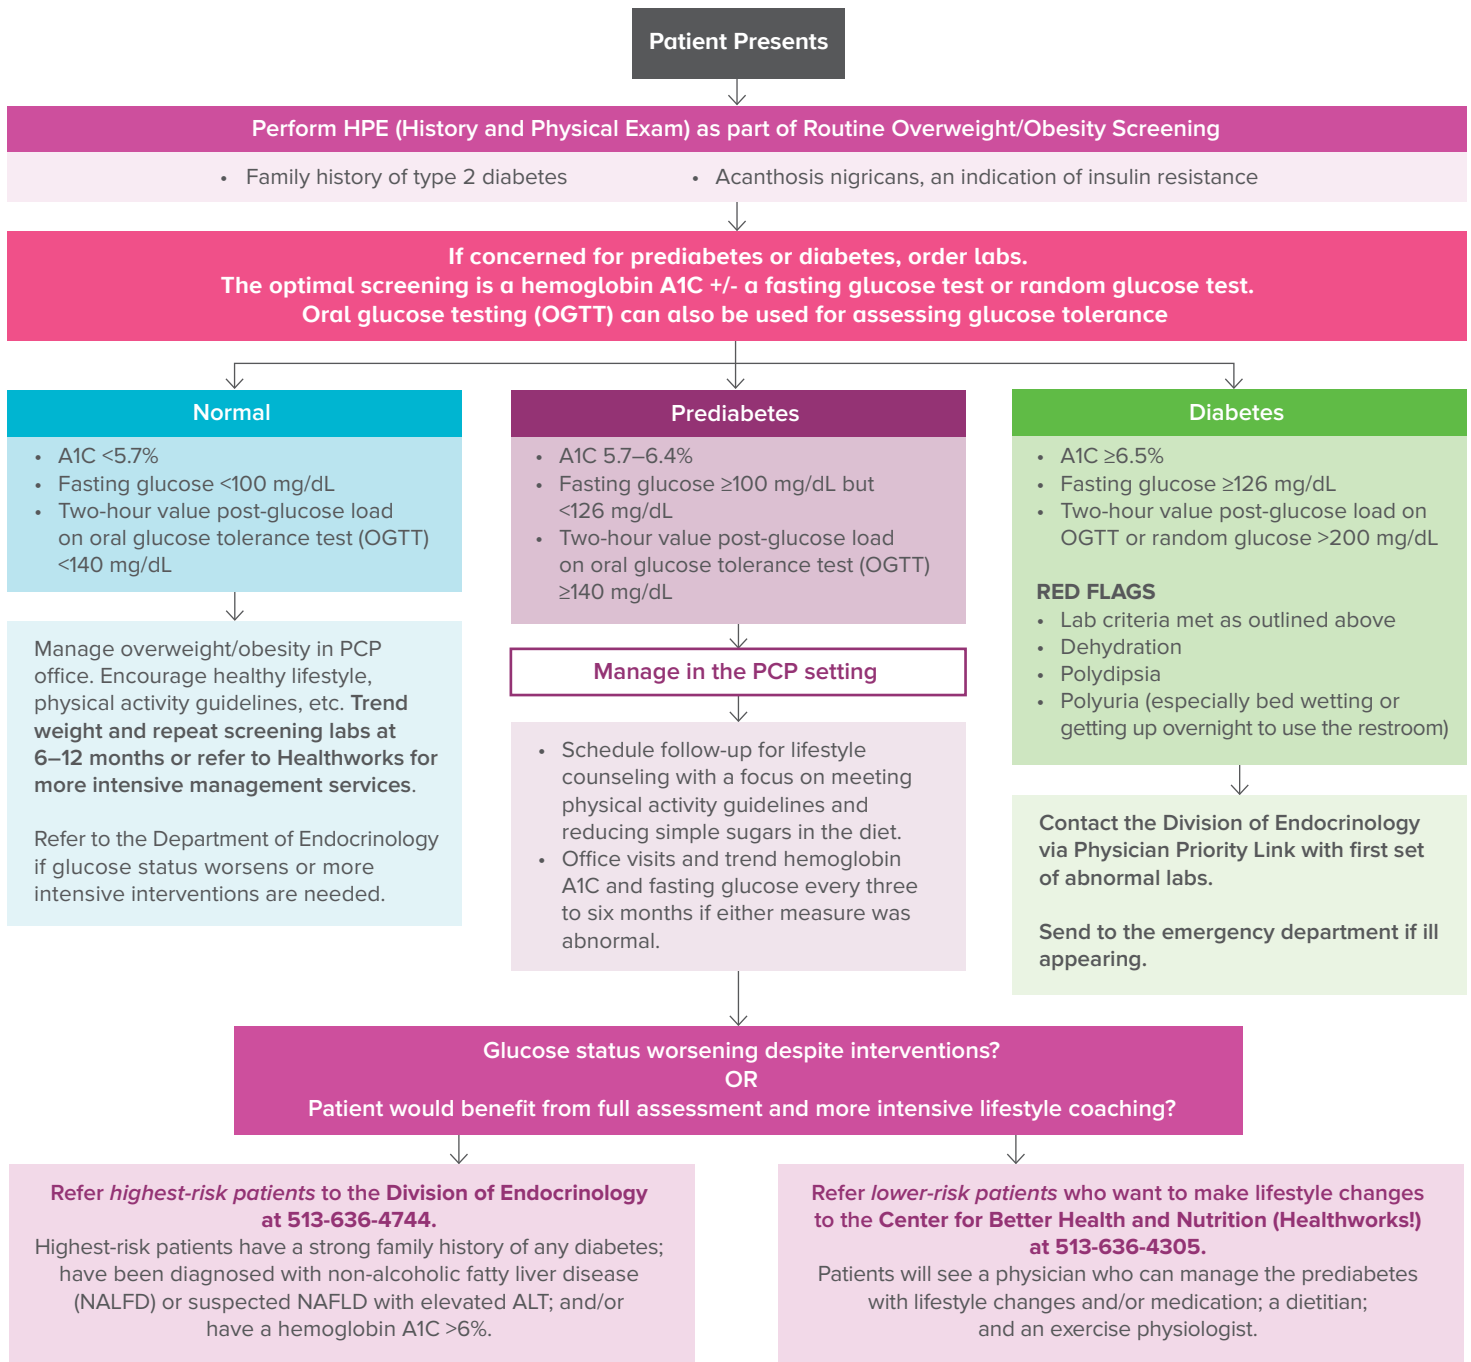 Patient Presents
Perform HPE (History and Physical Exam) as part of Routine Overweight/Obesity Screening
• Family history of type 2 diabetes
• Acanthosis nigricans, an indication of insulin resistance
If concerned for prediabetes or diabetes, order labs.
The optimal screening is a hemoglobin A1C +/- a fasting glucose test or random glucose test.
Oral glucose testing (OGTT) can also be used for assessing glucose tolerance
Normal
• A1C <5.7%
• Fasting glucose <100 mg/dL
• Two-hour value post-glucose load
on oral glucose tolerance test (OGTT)
<140 mg/dL
Manage overweight/obesity in PCP
office. Encourage healthy lifestyle,
physical activity guidelines, etc. Trend
weight and repeat screening labs at
6–12 months or refer to Healthworks for
more intensive management services.
Refer to the Department of Endocrinology
if glucose status worsens or more
intensive interventions are needed.
Prediabetes
• A1C 5.7–6.4%
• Fasting glucose ≥100 mg/dL but
<126 mg/dL
• Two-hour value post-glucose load
on oral glucose tolerance test (OGTT)
≥140 mg/dL
Manage in the PCP setting
• Schedule follow-up for lifestyle
counseling with a focus on meeting
physical activity guidelines and
reducing simple sugars in the diet.
• Office visits and trend hemoglobin
A1C and fasting glucose every three
to six months if either measure was
abnormal.
Diabetes
• A1C ≥6.5%
• Fasting glucose ≥126 mg/dL
• Two-hour value post-glucose load on
OGTT or random glucose >200 mg/dL
RED FLAGS
• Lab criteria met as outlined above
• Dehydration
• Polydipsia
• Polyuria (especially bed wetting or
getting up overnight to use the restroom)
Contact the Division of Endocrinology
via Physician Priority Link with first set
of abnormal labs.
Send to the emergency department if ill
appearing.
Glucose status worsening despite interventions?
OR
Patient would benefit from full assessment and more intensive lifestyle coaching?
Refer highest-risk patients to the Division of Endocrinology
at 513-636-4744.
Highest-risk patients have a strong family history of any diabetes;
have been diagnosed with non-alcoholic fatty liver disease
(NALFD) or suspected NAFLD with elevated ALT; and/or
have a hemoglobin A1C >6%.
Refer lower-risk patients who want to make lifestyle changes
to the Center for Better Health and Nutrition (Healthworks!)
at 513-636-4305.
Patients will see a physician who can manage the prediabetes
with lifestyle changes and/or medication; a dietitian;
and an exercise physiologist.